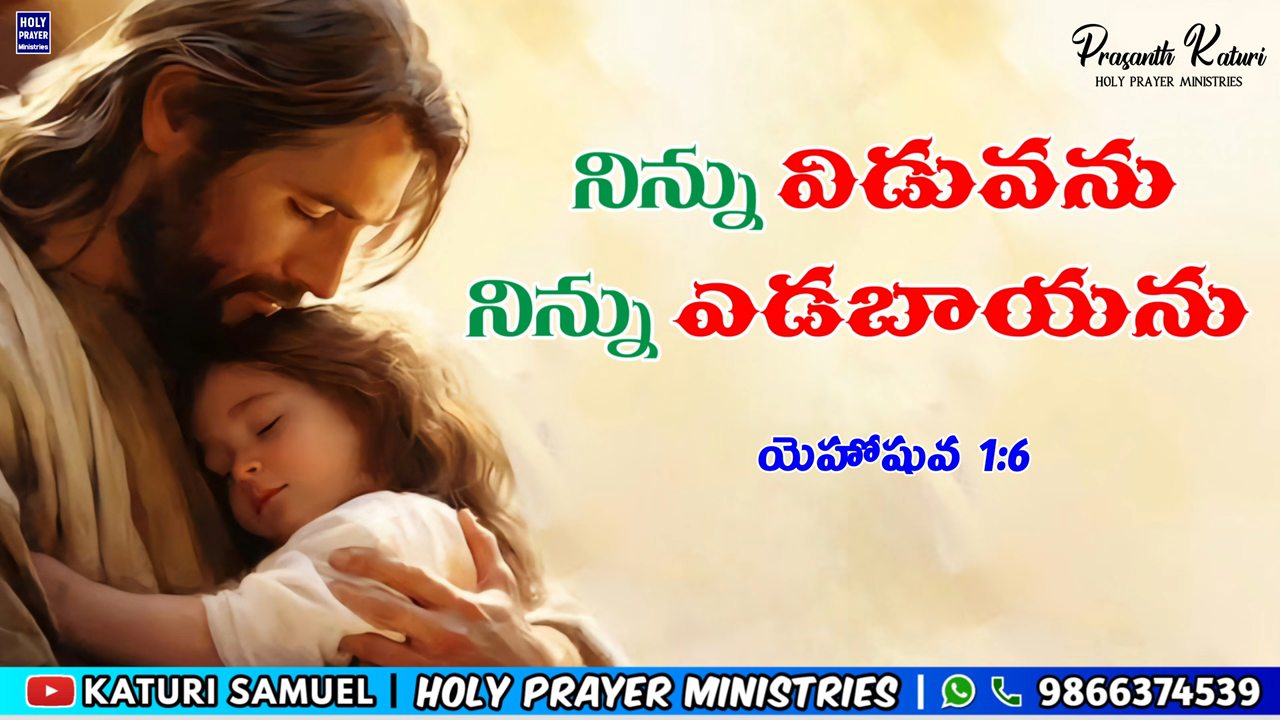 HOLY
PRAYER
Ministries
Prasanth Katuri
HOLY PRAYER MINISTRIES
నిన్ను విడువను
నిన్ను ఎడబాయను
యెహోషువ 1:6
KATURI SAMUEL | HOLY PRAYER MINISTRIES | 9866374539